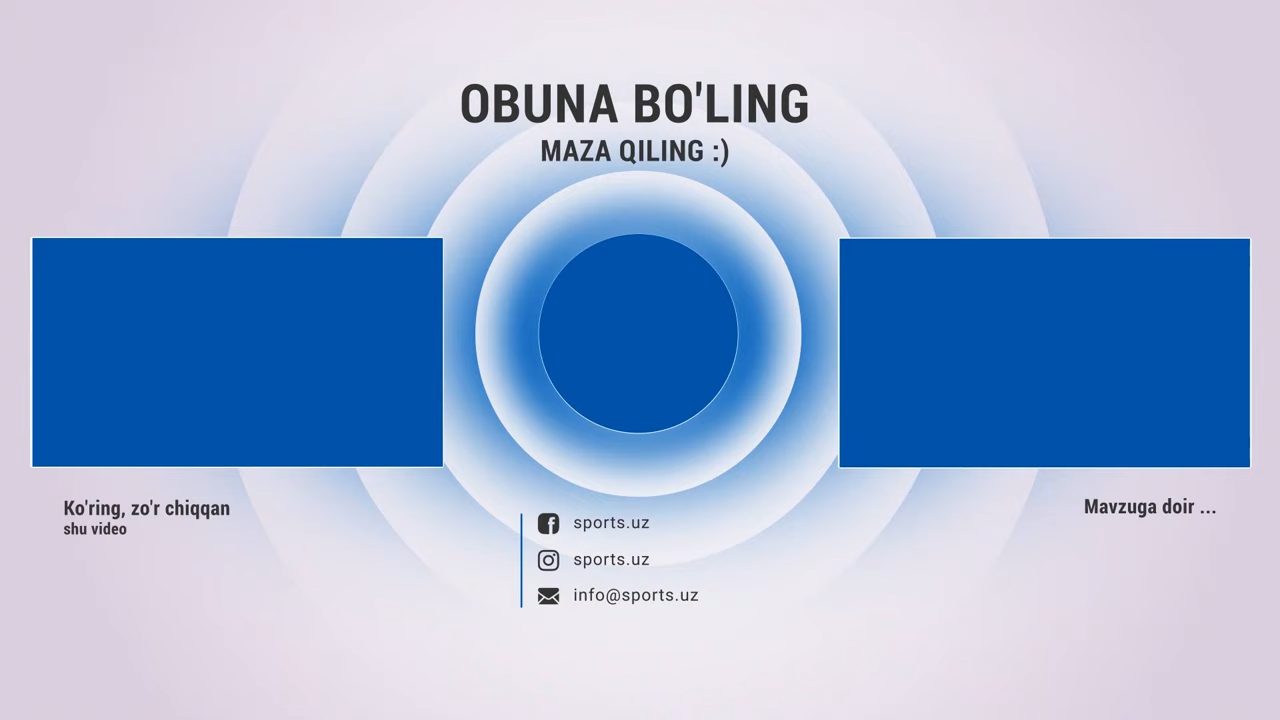 OBUNA BO'LING
MAZA QILING :)
Ko'ring, zo'r chiqqan
shu video
Mavzuga doir ...
sports.uz
sports.uz
info@sports.uz